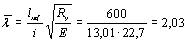 λ̄ = l_ef / i √(R_y / E) = 600 / (13,01 · 22,7) = 2,03